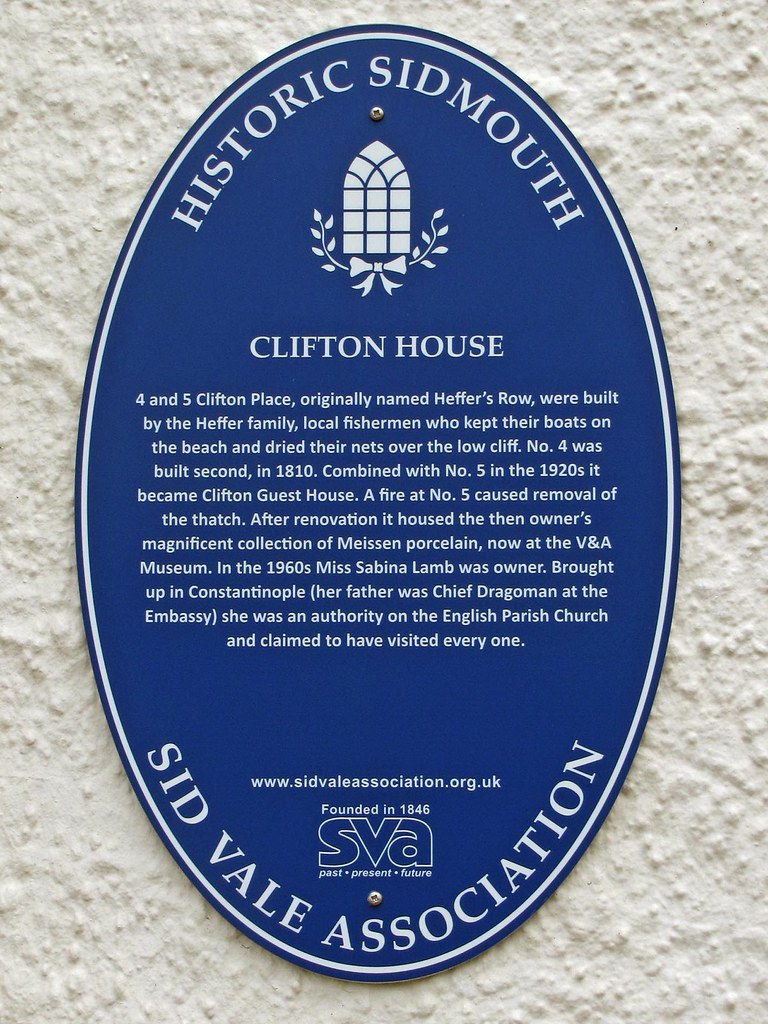 HISTORIC SIDMOUTH
CLIFTON HOUSE
4 and 5 Clifton Place, originally named Heffer's Row, were built
by the Heffer family, local fishermen who kept their boats on
the beach and dried their nets over the low cliff. No. 4 was
built second, in 1810. Combined with No. 5 in the 1920s it
became Clifton Guest House. A fire at No. 5 caused removal of
the thatch. After renovation it housed the then owner's
magnificent collection of Meissen porcelain, now at the V&A
Museum. In the 1960s Miss Sabina Lamb was owner. Brought
up in Constantinople (her father was Chief Dragoman at the
Embassy) she was an authority on the English Parish Church
and claimed to have visited every one.
www.sidvaleassociation.org.uk
Founded in 1846
sva
past • present • future
SID VALE ASSOCIATION